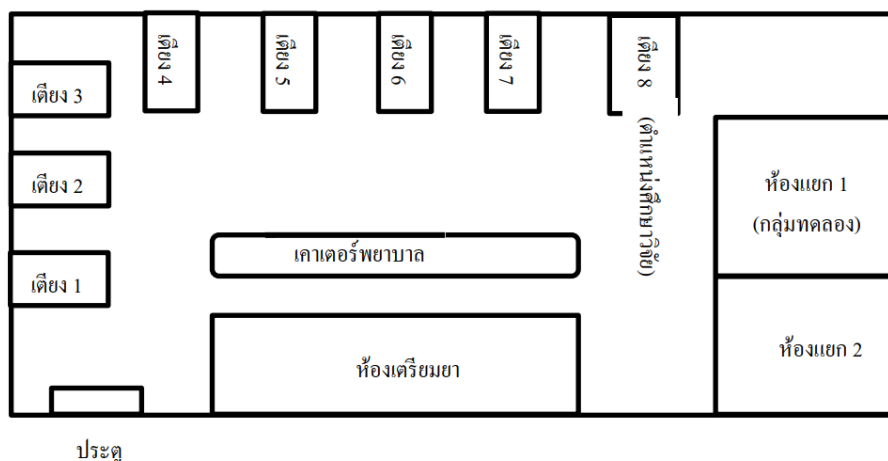 เตียง 4
เตียง 5
เตียง 6
เตียง 7
เตียง 8 (ตำแหน่งศึกษาวิจัย)
เตียง 3
เตียง 2
เตียง 1
ห้องแยก 1
(กลุ่มทดลอง)
เคาเตอร์พยาบาล
ห้องแยก 2
ห้องเตรียมยา
ประตู